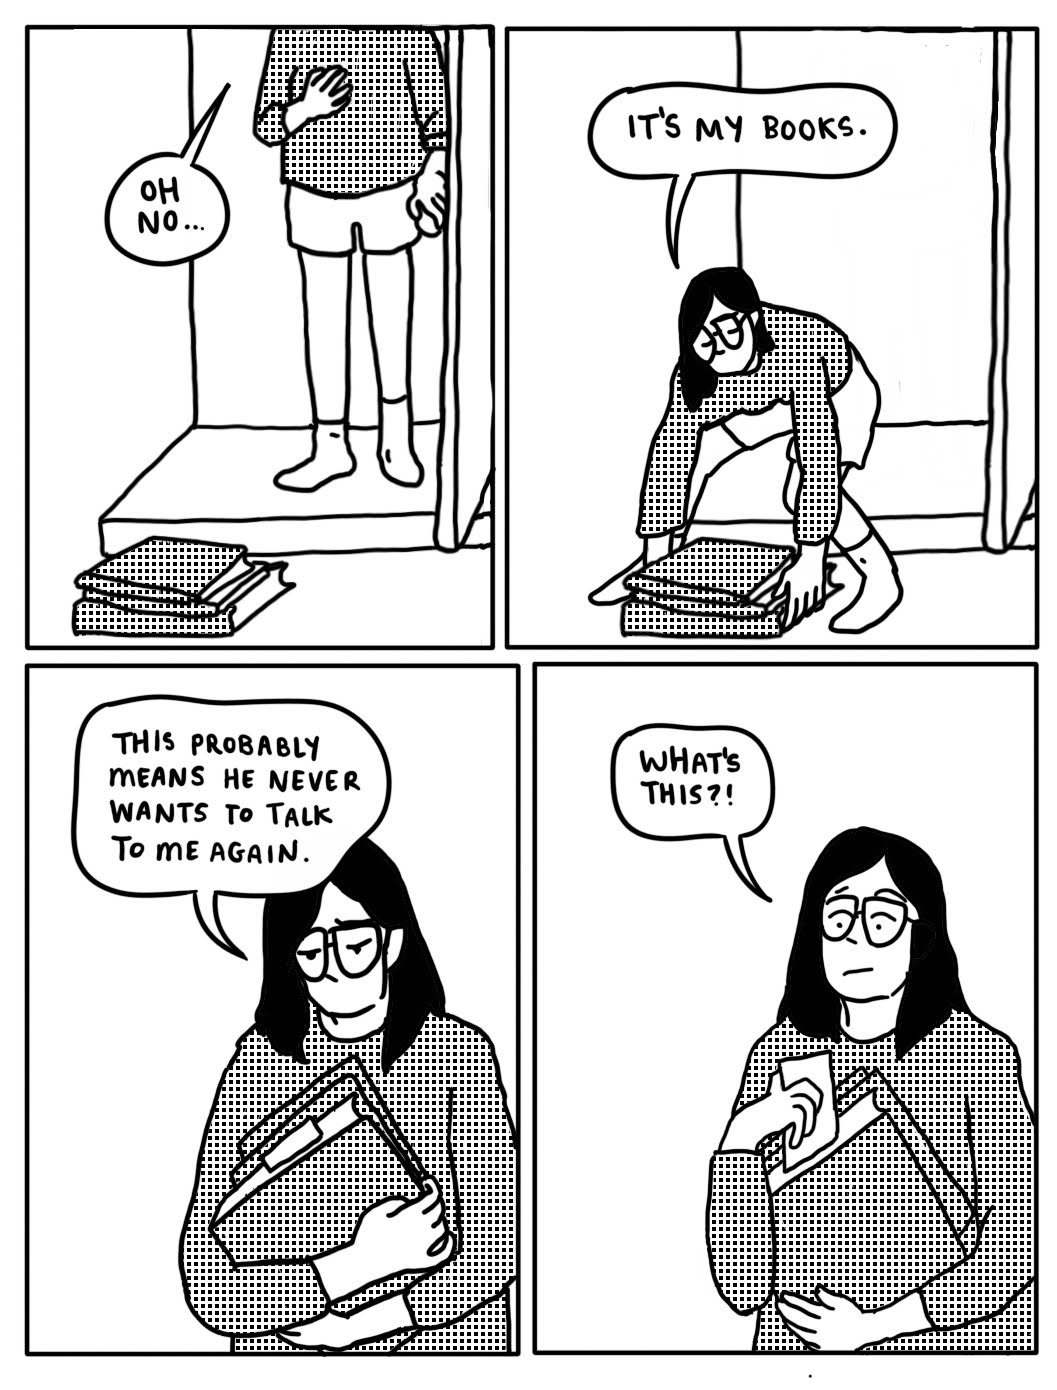 OH
NO...
IT'S MY BOOKS.
THIS PROBABLY
MEANS HE NEVER
WANTS TO TALK
TO ME AGAIN.
WHAT'S
THIS?!